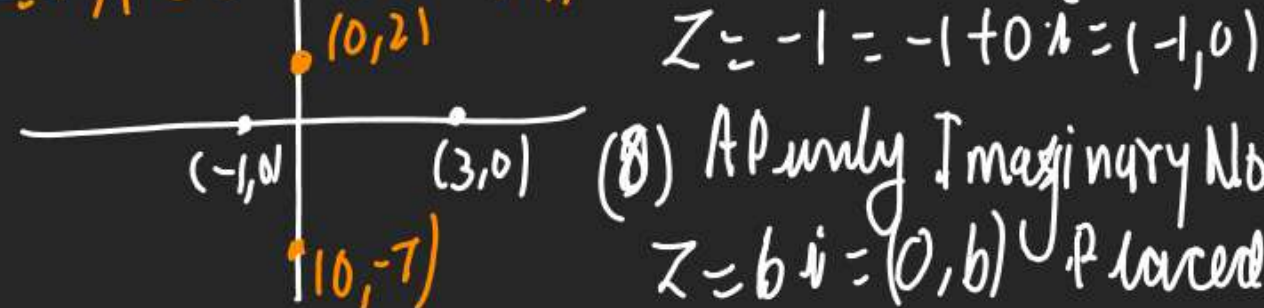 (0,2)
Z = -1 = -1+0i = (-1,0)
(-1,0) (3,0) (8) A Purely Imaginary No
(0,-7) Z = bi = (0,b) Placed